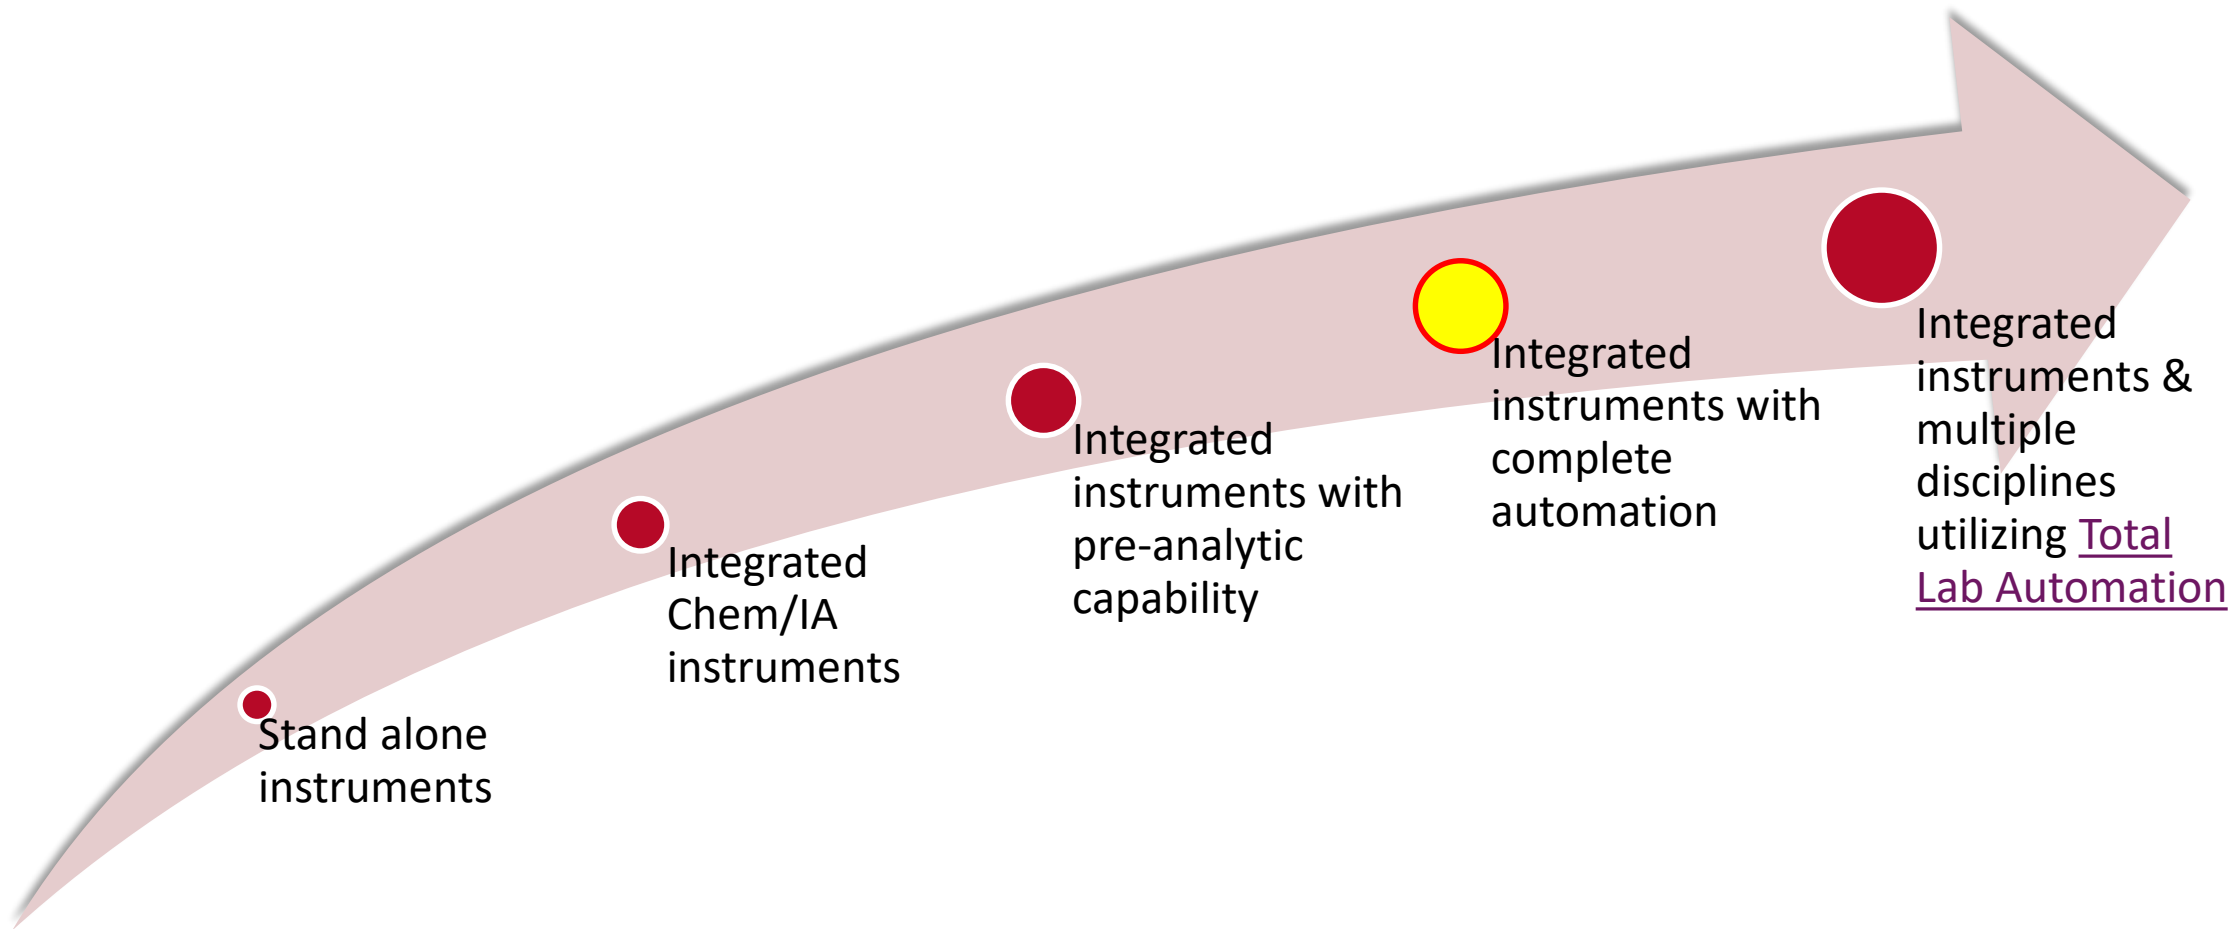 Stand alone
instruments
Integrated
Chem/IA
instruments
Integrated
instruments with
pre-analytic
capability
Integrated
instruments with
complete
automation
Integrated
instruments &
multiple
disciplines
utilizing Total
Lab Automation